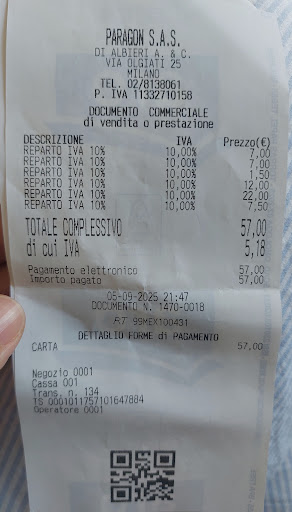 PARAGON S.A.S.
DI ALBIERI A. & C.
VIA OLGIATI 25
MILANO
TEL. 02/8138061
P. IVA 11332710158
DOCUMENTO COMMERCIALE
di vendita o prestazione
DESCRIZIONE IVA Prezzo(€)
REPARTO IVA 10% 10,00% 7,00
REPARTO IVA 10% 10,00% 7,00
REPARTO IVA 10% 10,00% 1,50
REPARTO IVA 10% 10,00% 12,00
REPARTO IVA 10% 10,00% 22,00
REPARTO IVA 10% 10,00% 7,50
TOTALE COMPLESSIVO 57,00
di cui IVA 5,18
Pagamento elettronico 57,00
Importo pagato 57,00
05-09-2025 21:47
DOCUMENTO N. 1470-0018
RT 99MEX100431
DETTAGLIO FORME di PAGAMENTO
CARTA 57,00
Negozio 0001
Cassa 001
Trans. n. 134
TS 0001011757101647884
Operatore 0001